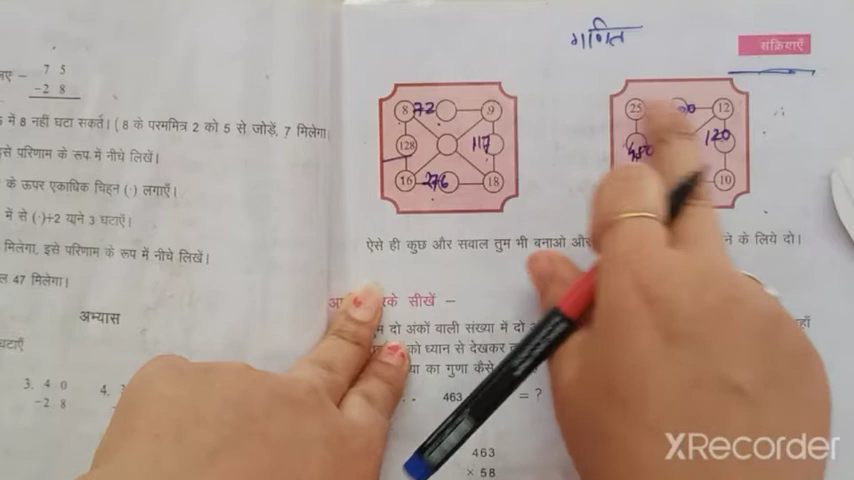 गणित
संक्रियाएँ
7 5
- 2 8
में 8 नहीं घटा सकते। (8 के परममित्र 2 को 5 से जोड़ें, 7 मिलेगा
इसे परिणाम के रूप में नीचे लिखें।
के ऊपर एकाधिक चिह्न (·) लगाएँ।
में से (·)+2 याने 3 घटाएँ।
मिलेगा, इसे परिणाम के रूप में नीचे लिखें।
47 मिलेगा।
अभ्यास
घटाएँ
3. 4 0
4.
- 2 8
8 72 9
128 117
16 18
25 12
120
10
ऐसे ही कुछ और सवाल तुम भी बनाओ और
के लिये दो।
सीखें –
दो अंकों वाली संख्या में दो
को ध्यान से देखकर
का गुणा कैसे
463 = ?
463
× 58
XRecorder